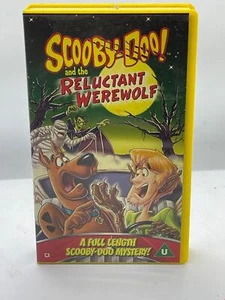 SCOOBY-DOO!
and the
RELUCTANT
WEREWOLF
A FULL LENGTH
SCOOBY-DOO MYSTERY!
U